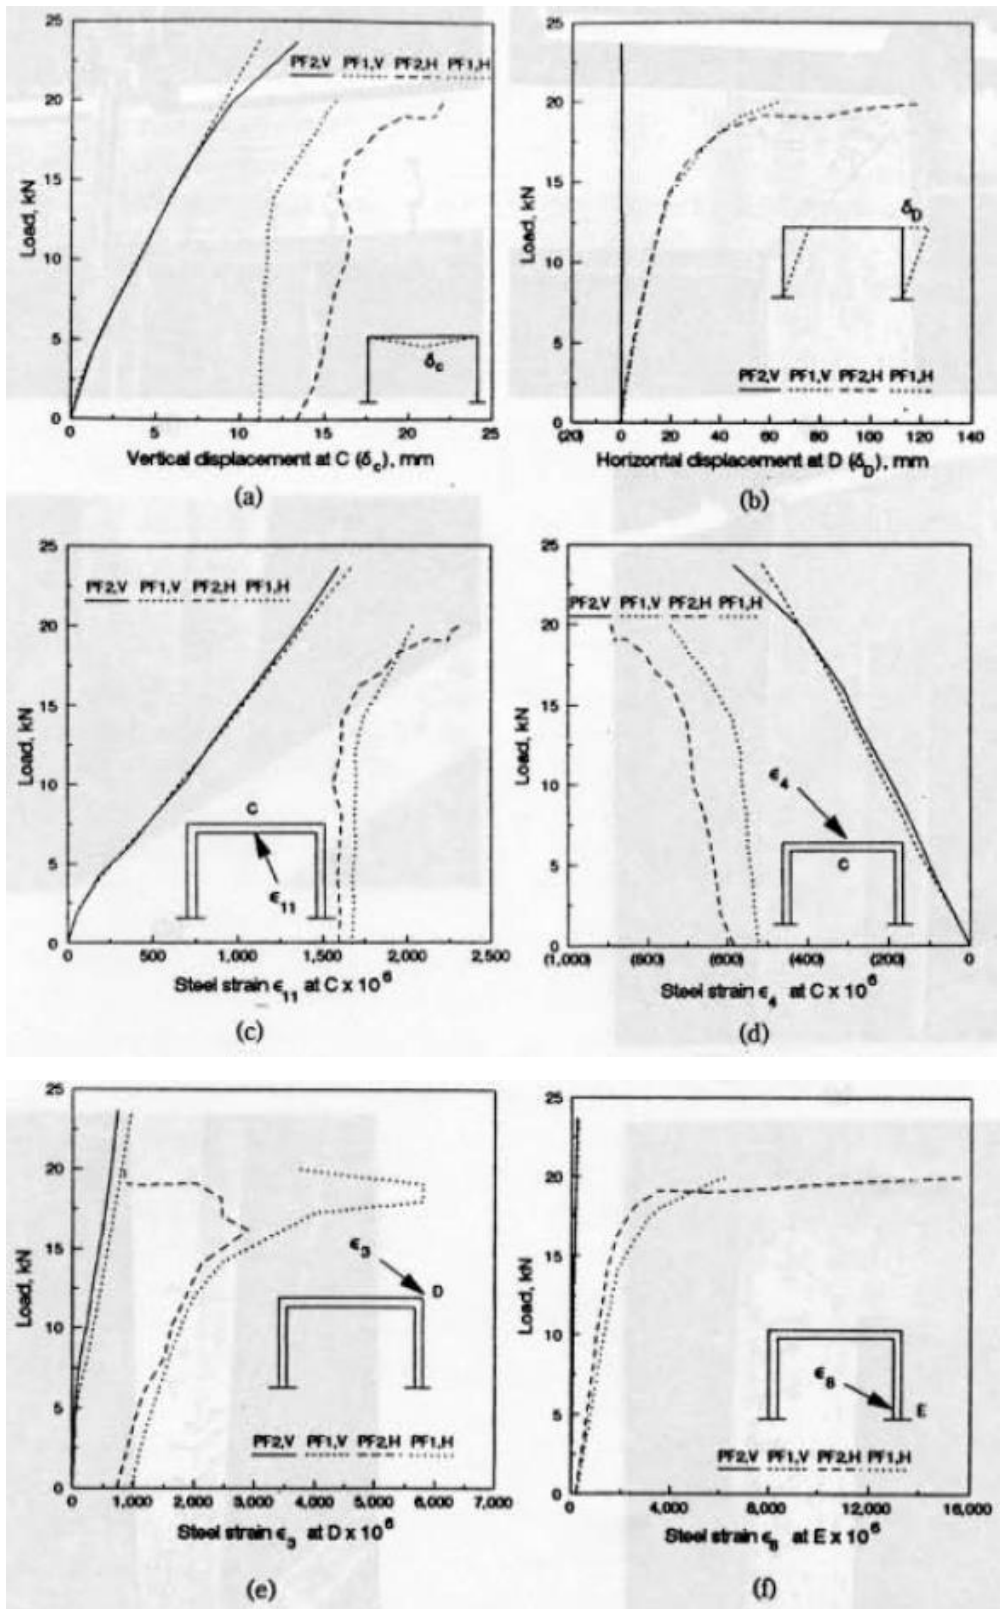 25
20
15
10
5
0
Load, kN
PF2,V PF1,V PF2,H PF1,H
δc
0 5 10 15 20 25
Vertical displacement at C (δc), mm
(a)
25
20
15
10
5
0
Load, kN
δD
PF2,V PF1,V PF2,H PF1,H
(20) 0 20 40 60 80 100 120 140
Horizontal displacement at D (δD), mm
(b)
25
20
15
10
5
0
Load, kN
PF2,V PF1,V PF2,H PF1,H
C
ϵ11
0 500 1,000 1,500 2,000 2,500
Steel strain ϵ11 at C x 10⁶
(c)
25
20
15
10
5
0
Load, kN
PF2,V PF1,V PF2,H PF1,H
ϵ4
C
(1,000) (800) (600) (400) (200) 0
Steel strain ϵ4 at C x 10⁶
(d)
25
20
15
10
5
0
Load, kN
ϵ3
D
PF2,V PF1,V PF2,H PF1,H
0 1,000 2,000 3,000 4,000 5,000 6,000 7,000
Steel strain ϵ3 at D x 10⁶
(e)
25
20
15
10
5
0
Load, kN
ϵ8
E
PF2,V PF1,V PF2,H PF1,H
0 4,000 8,000 12,000 16,000
Steel strain ϵ8 at E x 10⁶
(f)